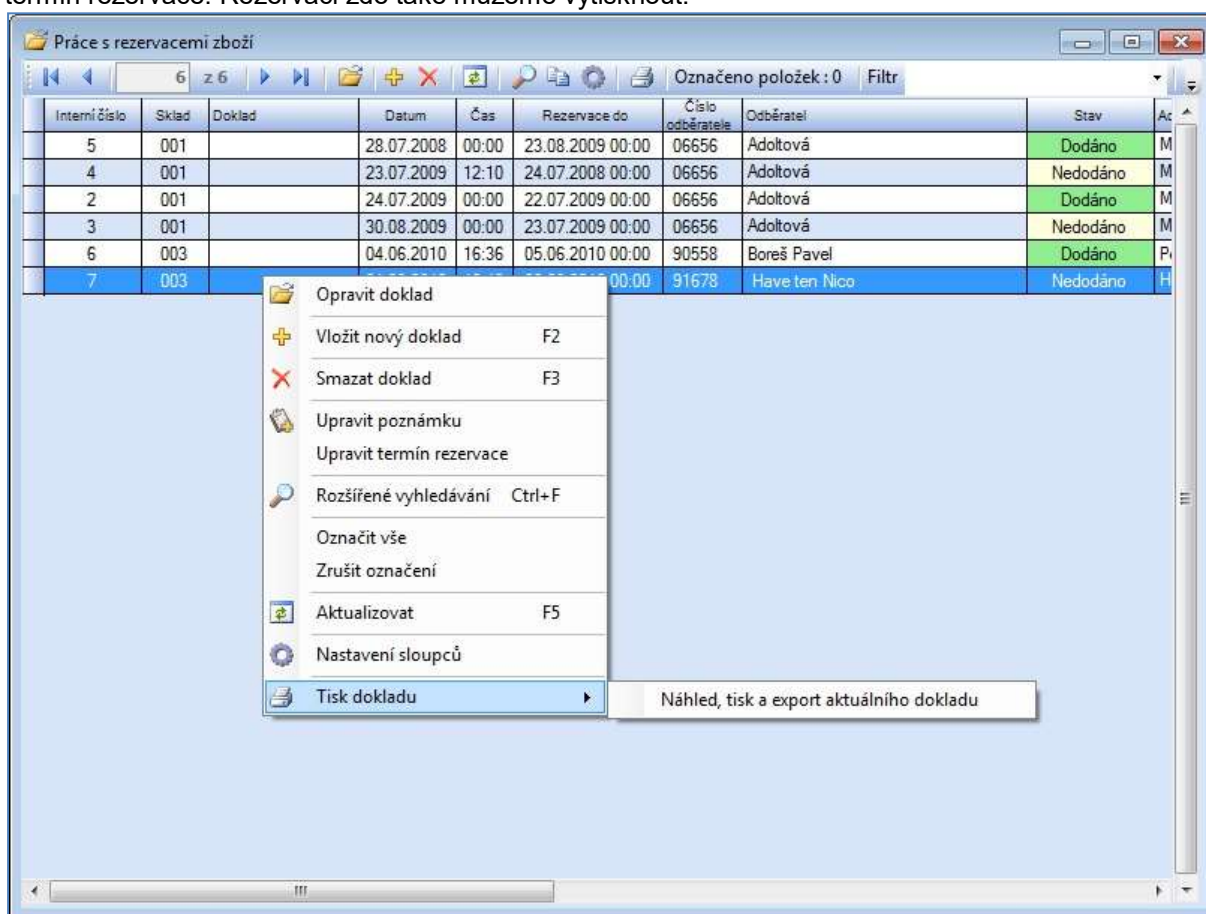 termín rezervace. Rezervaci zde také můžeme vytisknout.
Práce s rezervacemi zboží
6 z 6 Označeno položek : 0 Filtr
Interní číslo Sklad Doklad Datum Čas Rezervace do Číslo odběratele Odběratel Stav
5 001 28.07.2008 00:00 23.08.2009 00:00 06656 Adoltová Dodáno M
4 001 23.07.2009 12:10 24.07.2008 00:00 06656 Adoltová Nedodáno M
2 001 24.07.2009 00:00 22.07.2009 00:00 06656 Adoltová Dodáno M
3 001 30.08.2009 00:00 23.07.2009 00:00 06656 Adoltová Nedodáno M
6 003 04.06.2010 16:36 05.06.2010 00:00 90558 Boreš Pavel Dodáno
7 003 00:00 91678 Have ten Nico Nedodáno H
Opravit doklad
Vložit nový doklad F2
Smazat doklad F3
Upravit poznámku
Upravit termín rezervace
Rozšířené vyhledávání Ctrl+F
Označit vše
Zrušit označení
Aktualizovat F5
Nastavení sloupců
Tisk dokladu Náhled, tisk a export aktuálního dokladu